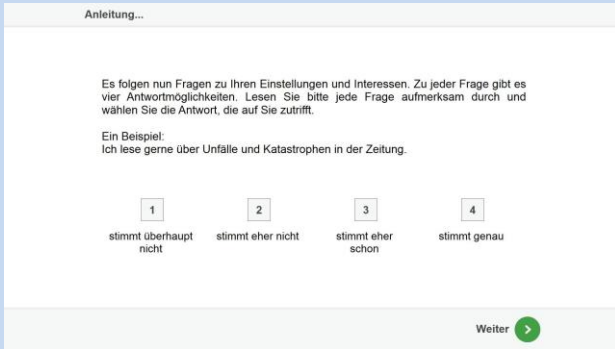 Anleitung...
Es folgen nun Fragen zu Ihren Einstellungen und Interessen. Zu jeder Frage gibt es
vier Antwortmöglichkeiten. Lesen Sie bitte jede Frage aufmerksam durch und
wählen Sie die Antwort, die auf Sie zutrifft.
Ein Beispiel:
Ich lese gerne über Unfälle und Katastrophen in der Zeitung.
1 2 3 4
stimmt überhaupt stimmt eher nicht stimmt eher stimmt genau
nicht schon
Weiter